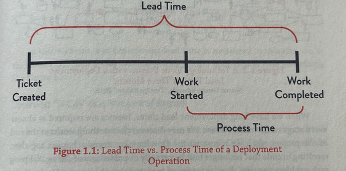 Lead Time
Ticket
Created
Work
Started
Work
Completed
Process Time
Figure 1.1: Lead Time vs. Process Time of a Deployment
Operation